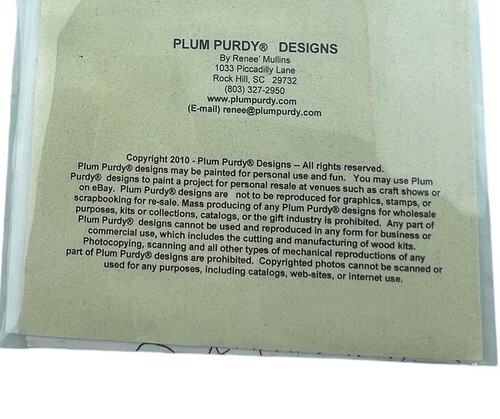 PLUM PURDY® DESIGNS
By Renee' Mullins
1033 Piccadilly Lane
Rock Hill, SC 29732
(803) 327-2950
www.plumpurdy.com
(E-mail) renee@plumpurdy.com
Copyright 2010 - Plum Purdy® Designs -- All rights reserved.
Plum Purdy® designs may be painted for personal use and fun. You may use Plum
Purdy® designs to paint a project for personal resale at venues such as craft shows or
on eBay. Plum Purdy® designs are not to be reproduced for graphics, stamps, or
scrapbooking for re-sale. Mass producing of any Plum Purdy® designs for wholesale
purposes, kits or collections, catalogs, or the gift industry is prohibited. Any part of
Plum Purdy® designs cannot be used and reproduced in any form for business or
commercial use, which includes the cutting and manufacturing of wood kits.
Photocopying, scanning and all other types of mechanical reproductions of any
part of Plum Purdy® designs are prohibited. Copyrighted photos cannot be scanned or
used for any purposes, including catalogs, web-sites, or internet use.